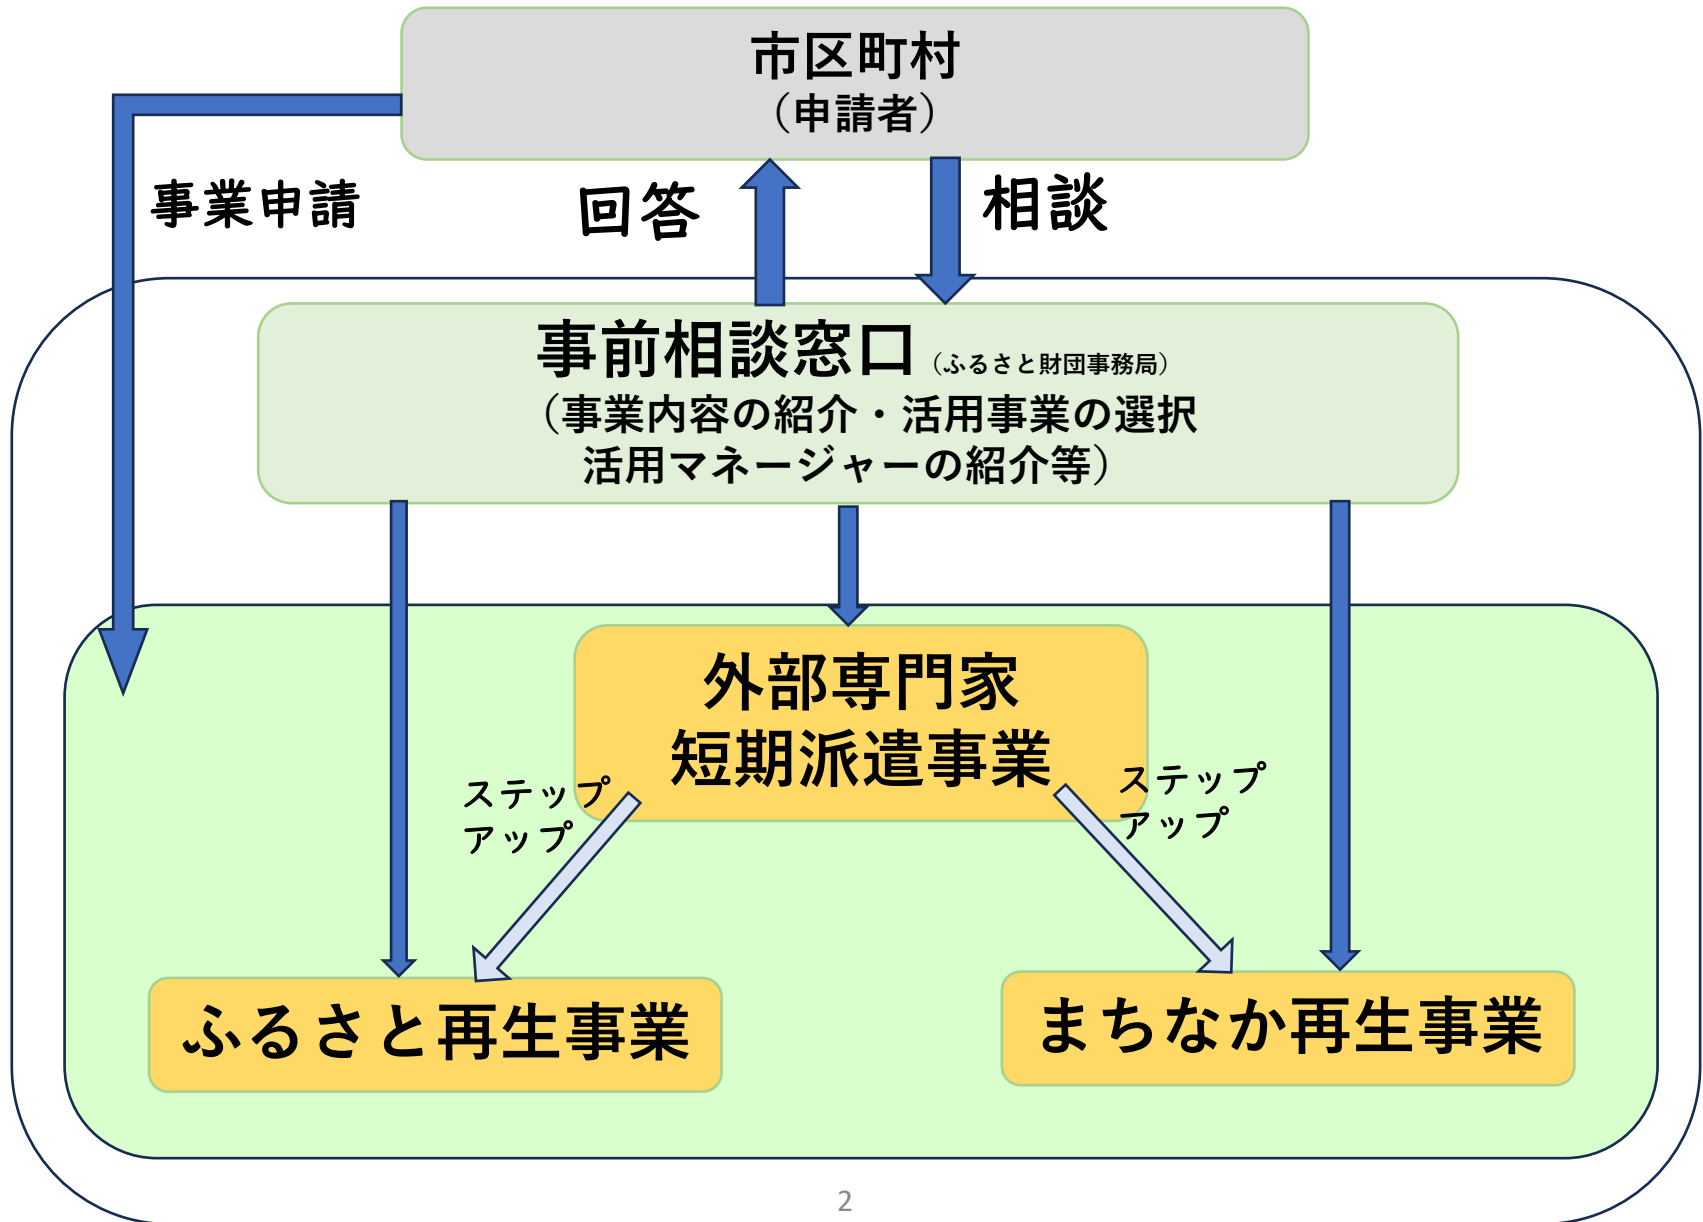 市区町村
（申請者）
事業申請
回答
相談
事前相談窓口（ふるさと財団事務局）
（事業内容の紹介・活用事業の選択
活用マネージャーの紹介等）
外部専門家
短期派遣事業
ステップ
アップ
ステップ
アップ
ふるさと再生事業
まちなか再生事業
2